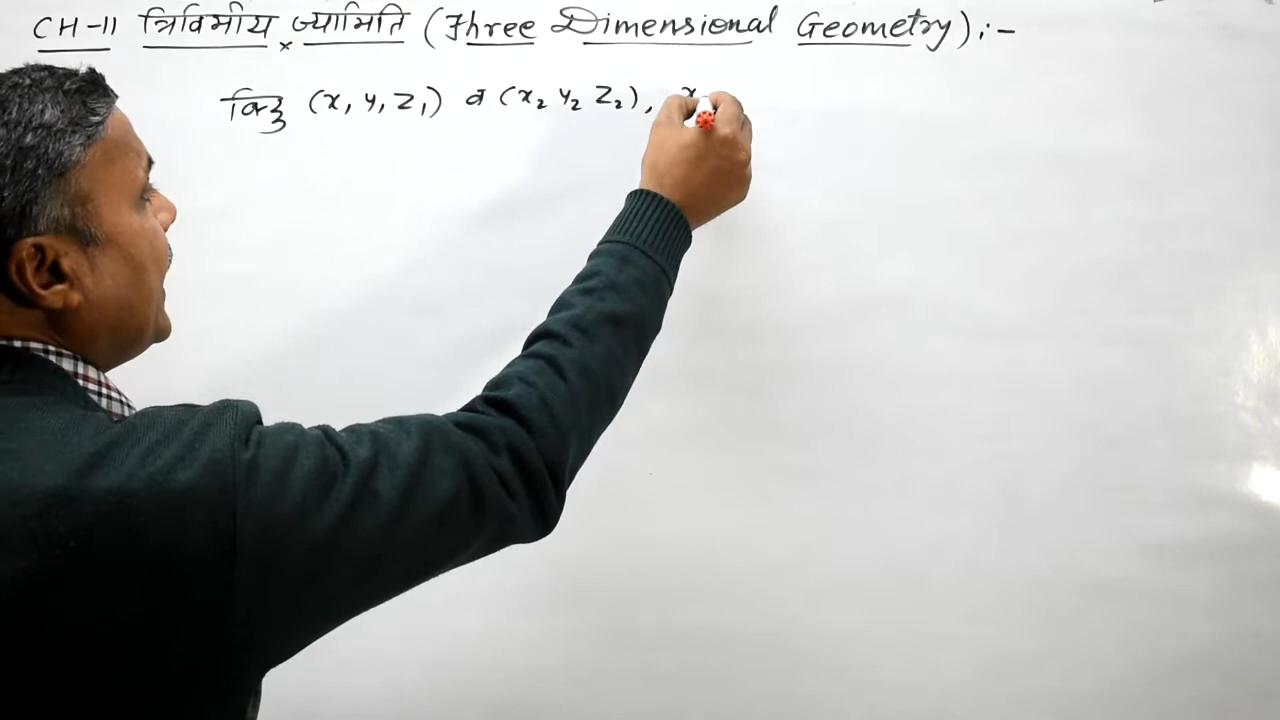 CH-11 त्रिविमीय ज्यामिति (Three Dimensional Geometry):-
बिन्दु (x, y, z₁) व (x₂ y₂ z₂), x